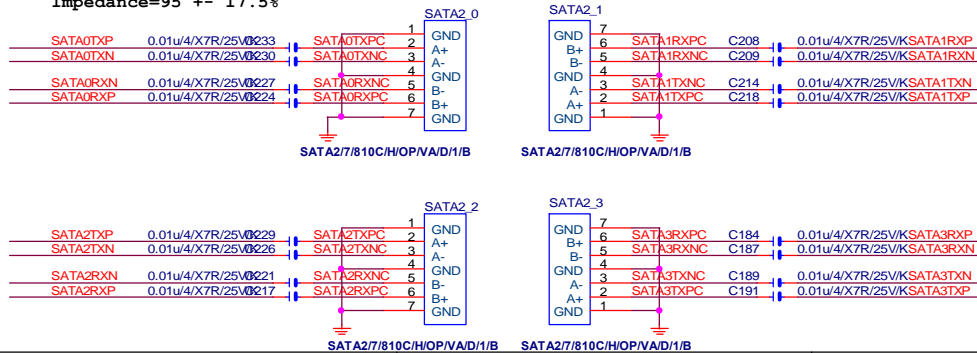 Impedance=95 +- 17.5%
SATA2_0
SATA0TXP 0.01u/4/X7R/25V/K C233 SATA0TXPC 1 GND
SATA0TXN 0.01u/4/X7R/25V/K C230 SATA0TXNC 2 A+
3 A-
4 GND
SATA0RXN 0.01u/4/X7R/25V/K C227 SATA0RXNC 5 B-
SATA0RXP 0.01u/4/X7R/25V/K C224 SATA0RXPC 6 B+
7 GND
SATA2/7/810C/H/OP/VA/D/1/B
SATA2_1
GND 7
B+ 6 SATA1RXPC C208 0.01u/4/X7R/25V/K SATA1RXP
B- 5 SATA1RXNC C209 0.01u/4/X7R/25V/K SATA1RXN
GND 4
A- 3 SATA1TXNC C214 0.01u/4/X7R/25V/K SATA1TXN
A+ 2 SATA1TXPC C218 0.01u/4/X7R/25V/K SATA1TXP
GND 1
SATA2/7/810C/H/OP/VA/D/1/B
SATA2_2
1 GND
SATA2TXP 0.01u/4/X7R/25V/K C229 SATA2TXPC 2 A+
SATA2TXN 0.01u/4/X7R/25V/K C226 SATA2TXNC 3 A-
4 GND
SATA2RXN 0.01u/4/X7R/25V/K C221 SATA2RXNC 5 B-
SATA2RXP 0.01u/4/X7R/25V/K C217 SATA2RXPC 6 B+
7 GND
SATA2/7/810C/H/OP/VA/D/1/B
SATA2_3
GND 7
B+ 6 SATA3RXPC C184 0.01u/4/X7R/25V/K SATA3RXP
B- 5 SATA3RXNC C187 0.01u/4/X7R/25V/K SATA3RXN
GND 4
A- 3 SATA3TXNC C189 0.01u/4/X7R/25V/K SATA3TXN
A+ 2 SATA3TXPC C191 0.01u/4/X7R/25V/K SATA3TXP
GND 1
SATA2/7/810C/H/OP/VA/D/1/B